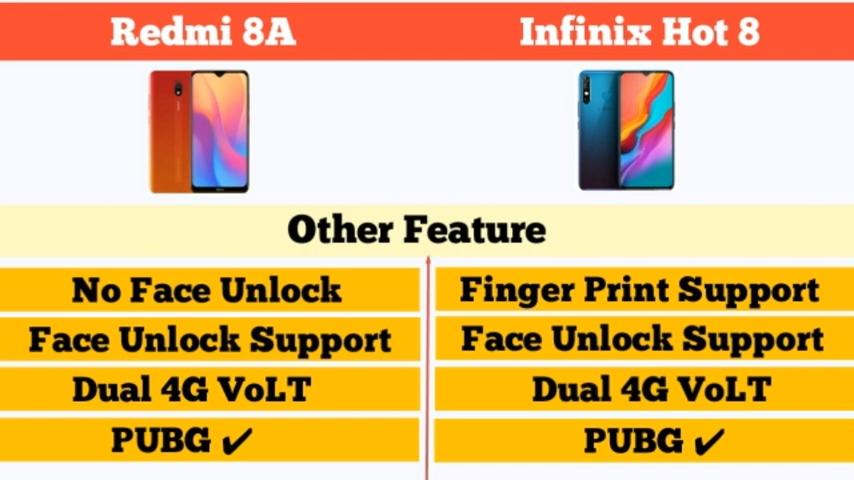 Redmi 8A
Infinix Hot 8
Other Feature
No Face Unlock
Finger Print Support
Face Unlock Support
Face Unlock Support
Dual 4G VoLT
Dual 4G VoLT
PUBG ✔
PUBG ✔